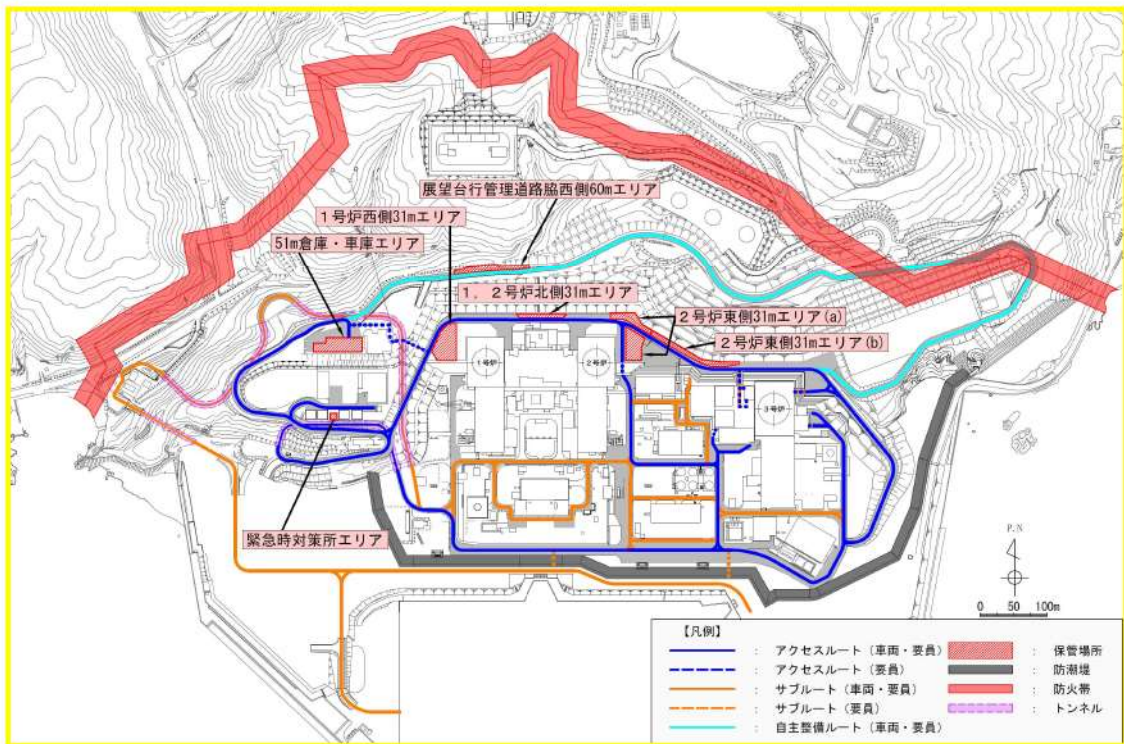 展望台行管理道路脇西側60mエリア
1号炉西側31mエリア
51m倉庫・車庫エリア
1，2号炉北側31mエリア
2号炉東側31mエリア(a)
2号炉東側31mエリア(b)
1号炉
2号炉
3号炉
緊急時対策所エリア
P.N
0 50 100m
【凡例】
： アクセスルート（車両・要員）
： アクセスルート（要員）
： サブルート（車両・要員）
： サブルート（要員）
： 自主整備ルート（車両・要員）
： 保管場所
： 防潮堤
： 防火帯
： トンネル